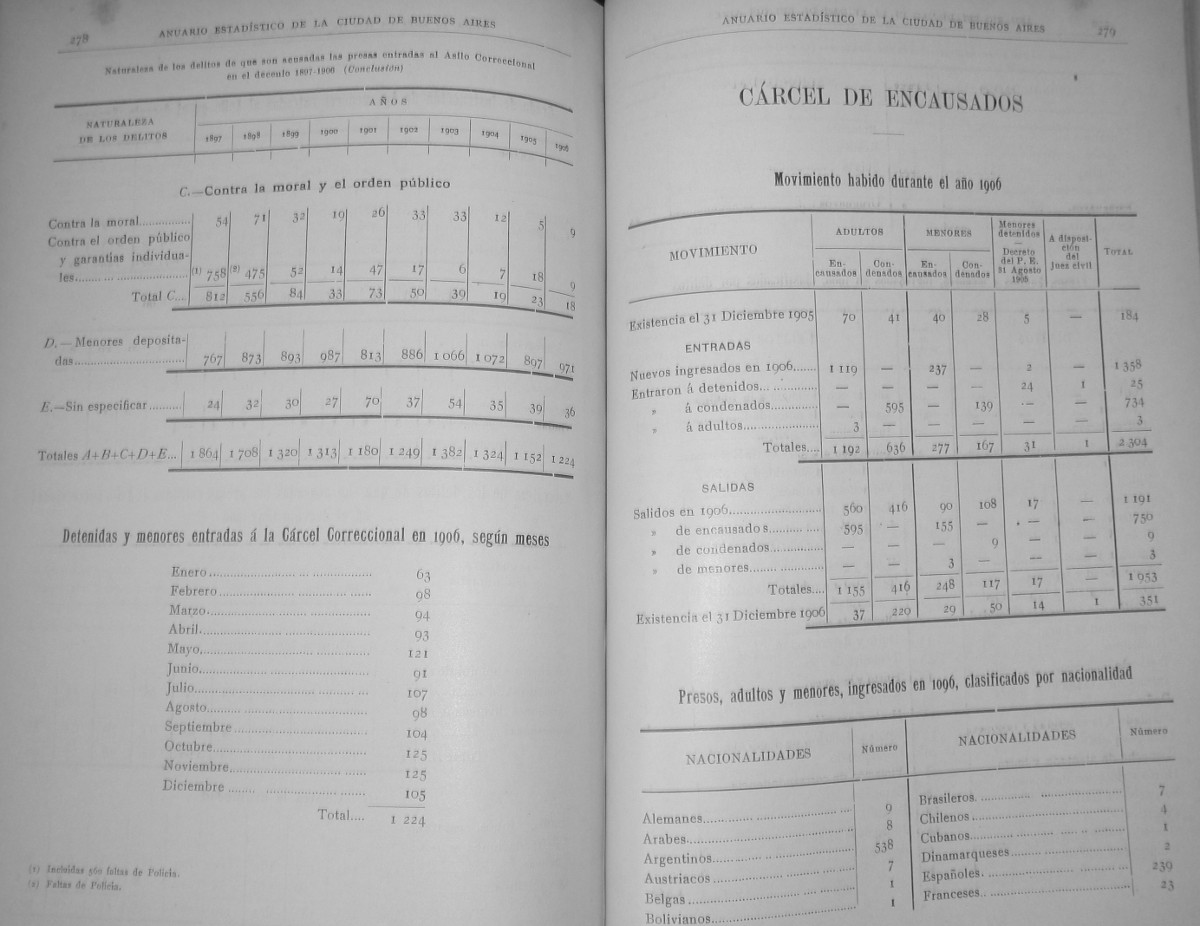 278
ANUARIO ESTADÍSTICO DE LA CIUDAD DE BUENOS AIRES
Naturaleza de los delitos de que son acusadas las presas entradas al Asilo Correccional
en el decenio 1897-1906 (Conclusión)
NATURALEZA
DE LOS DELITOS
AÑOS
1897 1898 1899 1900 1901 1902 1903 1904 1905 1906
C.—Contra la moral y el orden público
Contra la moral................ 54 71 32 19 26 33 33 12 5 9
Contra el orden público
y garantías individua-
les........................ (1) 758 (2) 475 52 14 47 17 6 7 18 9
Total C... 812 556 84 33 73 50 39 19 23 18
D.—Menores deposita-
das........................ 767 873 893 987 813 886 1 066 1 072 897 971
E.—Sin especificar.......... 24 32 30 27 70 37 54 35 39 36
Totales A+B+C+D+E... 1 864 1 708 1 320 1 313 1 180 1 249 1 382 1 324 1 152 1 224
Detenidas y menores entradas á la Cárcel Correccional en 1906, según meses
Enero........................ 63
Febrero........................ 98
Marzo........................ 94
Abril........................ 93
Mayo........................ 121
Junio........................ 91
Julio........................ 107
Agosto........................ 98
Septiembre........................ 104
Octubre........................ 125
Noviembre........................ 125
Diciembre........................ 105
Total.... 1 224
(1) Incluidas 560 faltas de Policía.
(2) Faltas de Policía.
ANUARIO ESTADÍSTICO DE LA CIUDAD DE BUENOS AIRES
279
CÁRCEL DE ENCAUSADOS
Movimiento habido durante el año 1906
MOVIMIENTO
ADULTOS
En-
causados
Con-
denados
MENORES
En-
causados
Con-
denados
Menores
detenidos
—
Decreto
del P. E.
31 Agosto
1905
A disposi-
ción
del
juez civil
TOTAL
Existencia el 31 Diciembre 1905 70 41 40 28 5 — 184
ENTRADAS
Nuevos ingresados en 1906...... 1 119 — 237 — 2 — 1 358
Entraron á detenidos............... — — — — 24 1 25
» á condenados.............. — 595 — 139 — — 734
» á adultos.................... 3 — — — — — 3
Totales.... 1 192 636 277 167 31 1 2 304
SALIDAS
Salidos en 1906...................... 560 416 90 108 17 — 1 191
» de encausados............ 595 — 155 — — — 750
» de condenados............. — — — 9 — — 9
» de menores.................. — — 3 — — — 3
Totales.... 1 155 416 248 117 17 — 1 953
Existencia el 31 Diciembre 1906 37 220 29 50 14 1 351
Presos, adultos y menores, ingresados en 1096, clasificados por nacionalidad
NACIONALIDADES Número NACIONALIDADES Número
Alemanes........................ 9
Arabes........................ 8
Argentinos........................ 538
Austriacos........................ 7
Belgas........................ 1
Bolivianos........................ 1
Brasileros........................ 7
Chilenos........................ 4
Cubanos........................ 1
Dinamarqueses........................ 2
Españoles........................ 239
Franceses........................ 23